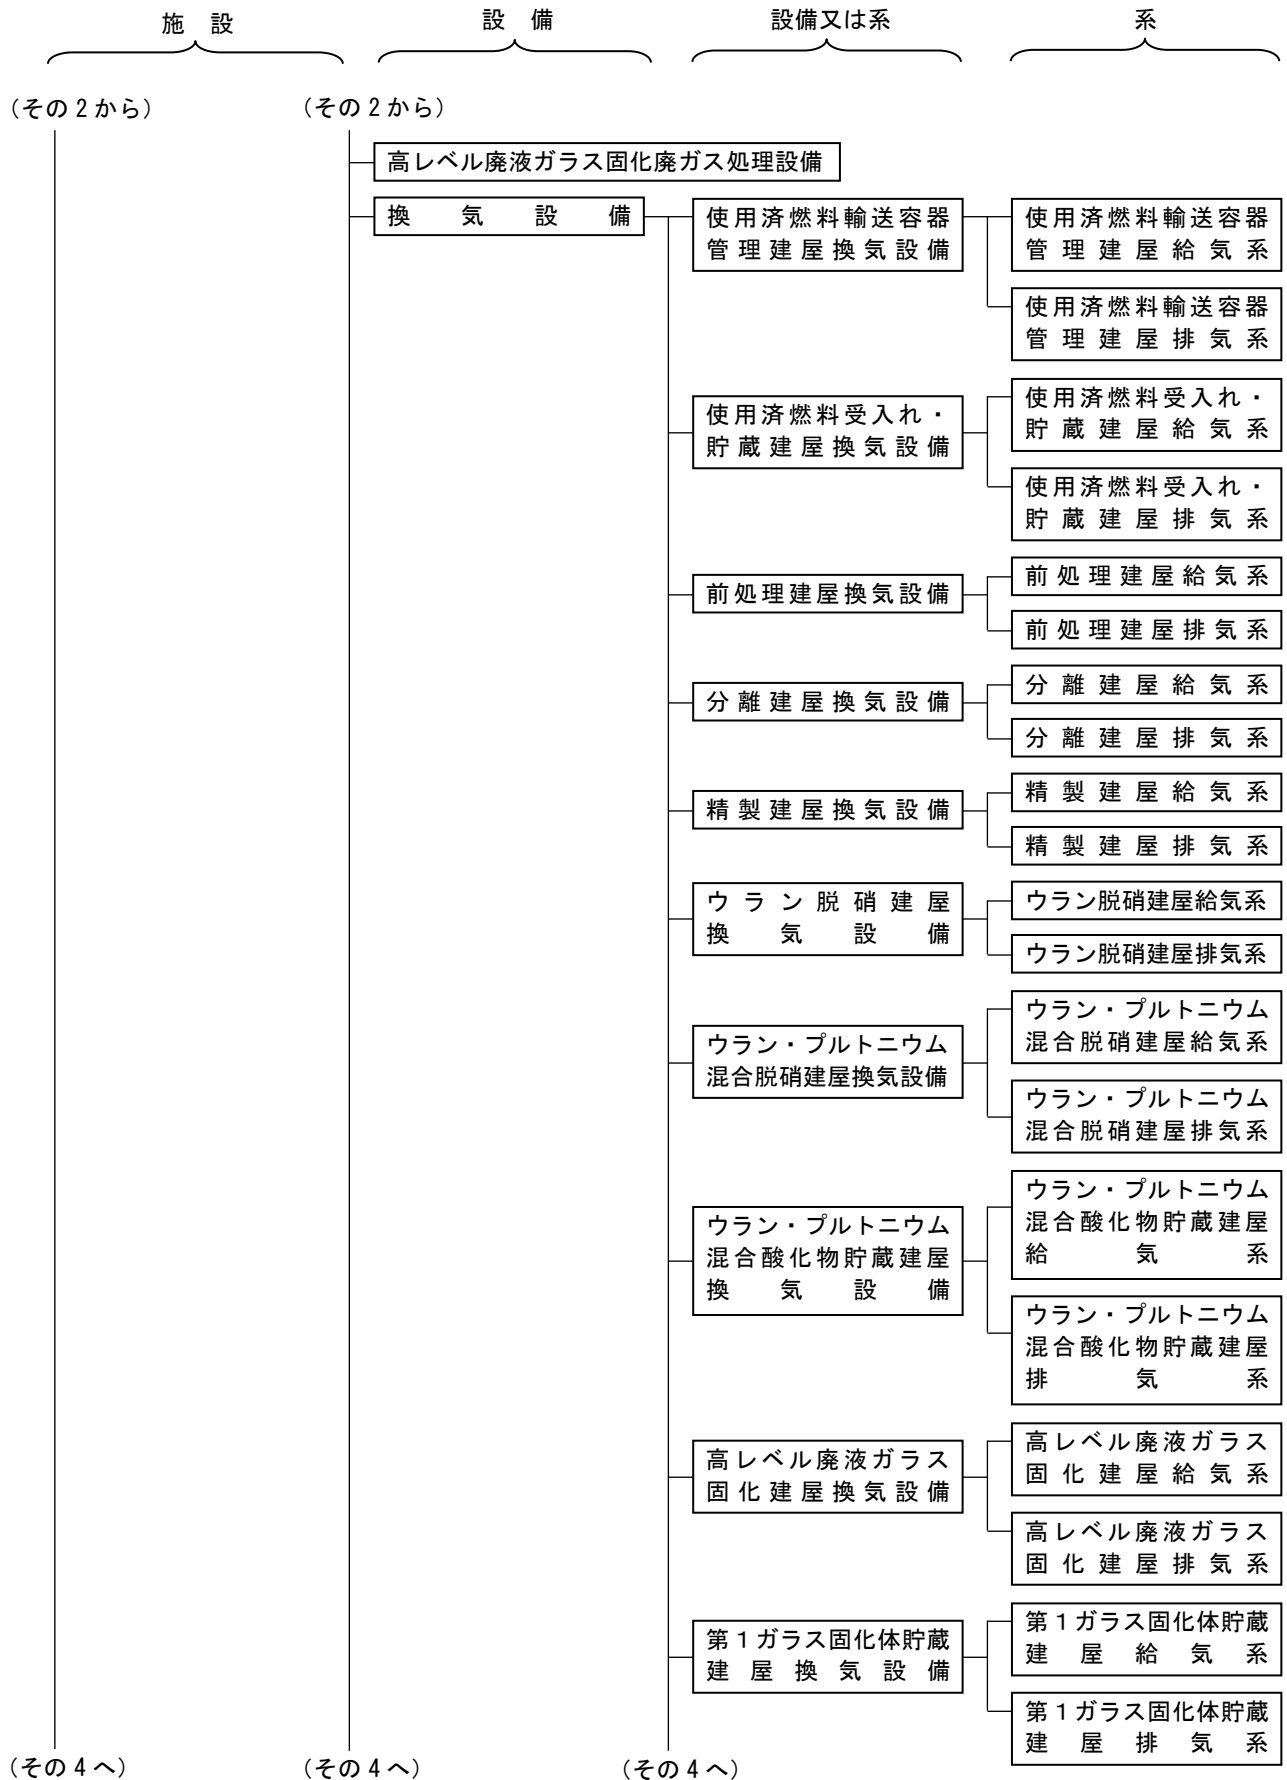 施 設
設 備
設備又は系
系
(その2から)
(その2から)
高レベル廃液ガラス固化廃ガス処理設備
換気設備
使用済燃料輸送容器
管理建屋換気設備
使用済燃料輸送容器
管理建屋給気系
使用済燃料輸送容器
管理建屋排気系
使用済燃料受入れ・
貯蔵建屋換気設備
使用済燃料受入れ・
貯蔵建屋給気系
使用済燃料受入れ・
貯蔵建屋排気系
前処理建屋換気設備
前処理建屋給気系
前処理建屋排気系
分離建屋換気設備
分離建屋給気系
分離建屋排気系
精製建屋換気設備
精製建屋給気系
精製建屋排気系
ウラン脱硝建屋
換気設備
ウラン脱硝建屋給気系
ウラン脱硝建屋排気系
ウラン・プルトニウム
混合脱硝建屋換気設備
ウラン・プルトニウム
混合脱硝建屋給気系
ウラン・プルトニウム
混合脱硝建屋排気系
ウラン・プルトニウム
混合酸化物貯蔵建屋
換気設備
ウラン・プルトニウム
混合酸化物貯蔵建屋
給気系
ウラン・プルトニウム
混合酸化物貯蔵建屋
排気系
高レベル廃液ガラス
固化建屋換気設備
高レベル廃液ガラス
固化建屋給気系
高レベル廃液ガラス
固化建屋排気系
第1ガラス固化体貯蔵
建屋換気設備
第1ガラス固化体貯蔵
建屋給気系
第1ガラス固化体貯蔵
建屋排気系
(その4へ)
(その4へ)
(その4へ)